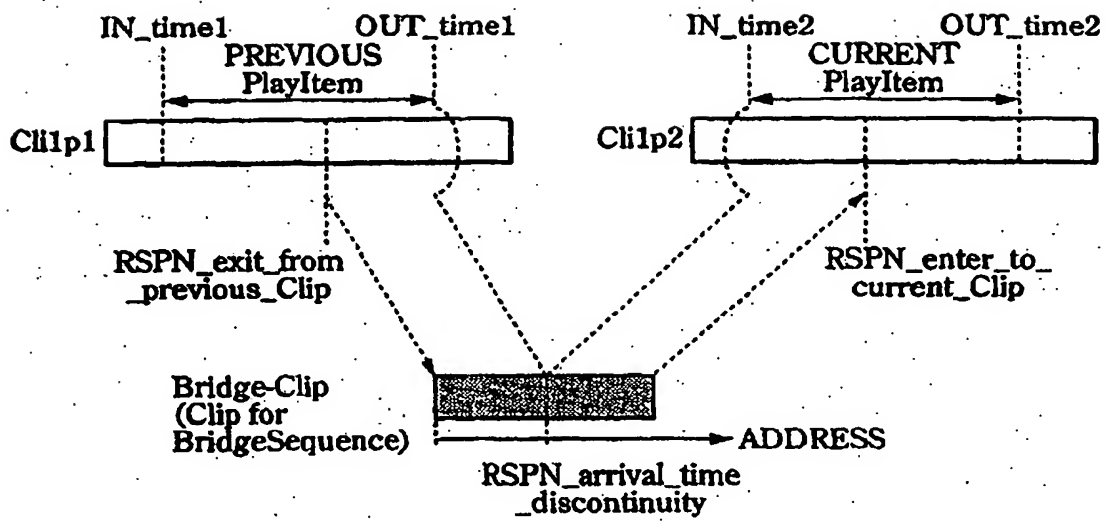 IN_time1 OUT_time1 IN_time2 OUT_time2
PREVIOUS
PlayItem
CURRENT
PlayItem
Cli1p1
Cli1p2
RSPN_exit_from
_previous_Clip
RSPN_enter_to_
current_Clip
Bridge-Clip
(Clip for
BridgeSequence)
ADDRESS
RSPN_arrival_time
_discontinuity